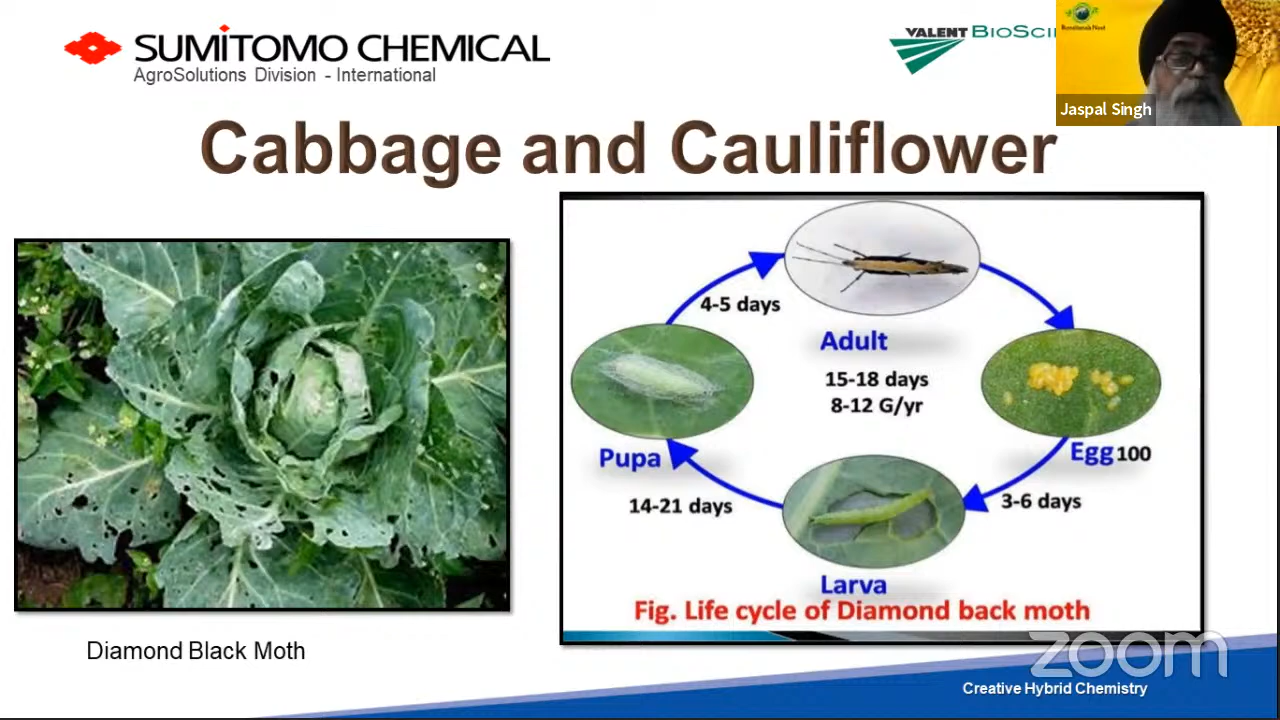 SUMITOMO CHEMICAL
AgroSolutions Division - International
VALENT
Jaspal Singh
Cabbage and Cauliflower
4-5 days
Adult
15-18 days
8-12 G/yr
Pupa
Egg 100
14-21 days
3-6 days
Larva
Fig. Life cycle of Diamond back moth
Diamond Black Moth
zoom
Creative Hybrid Chemistry